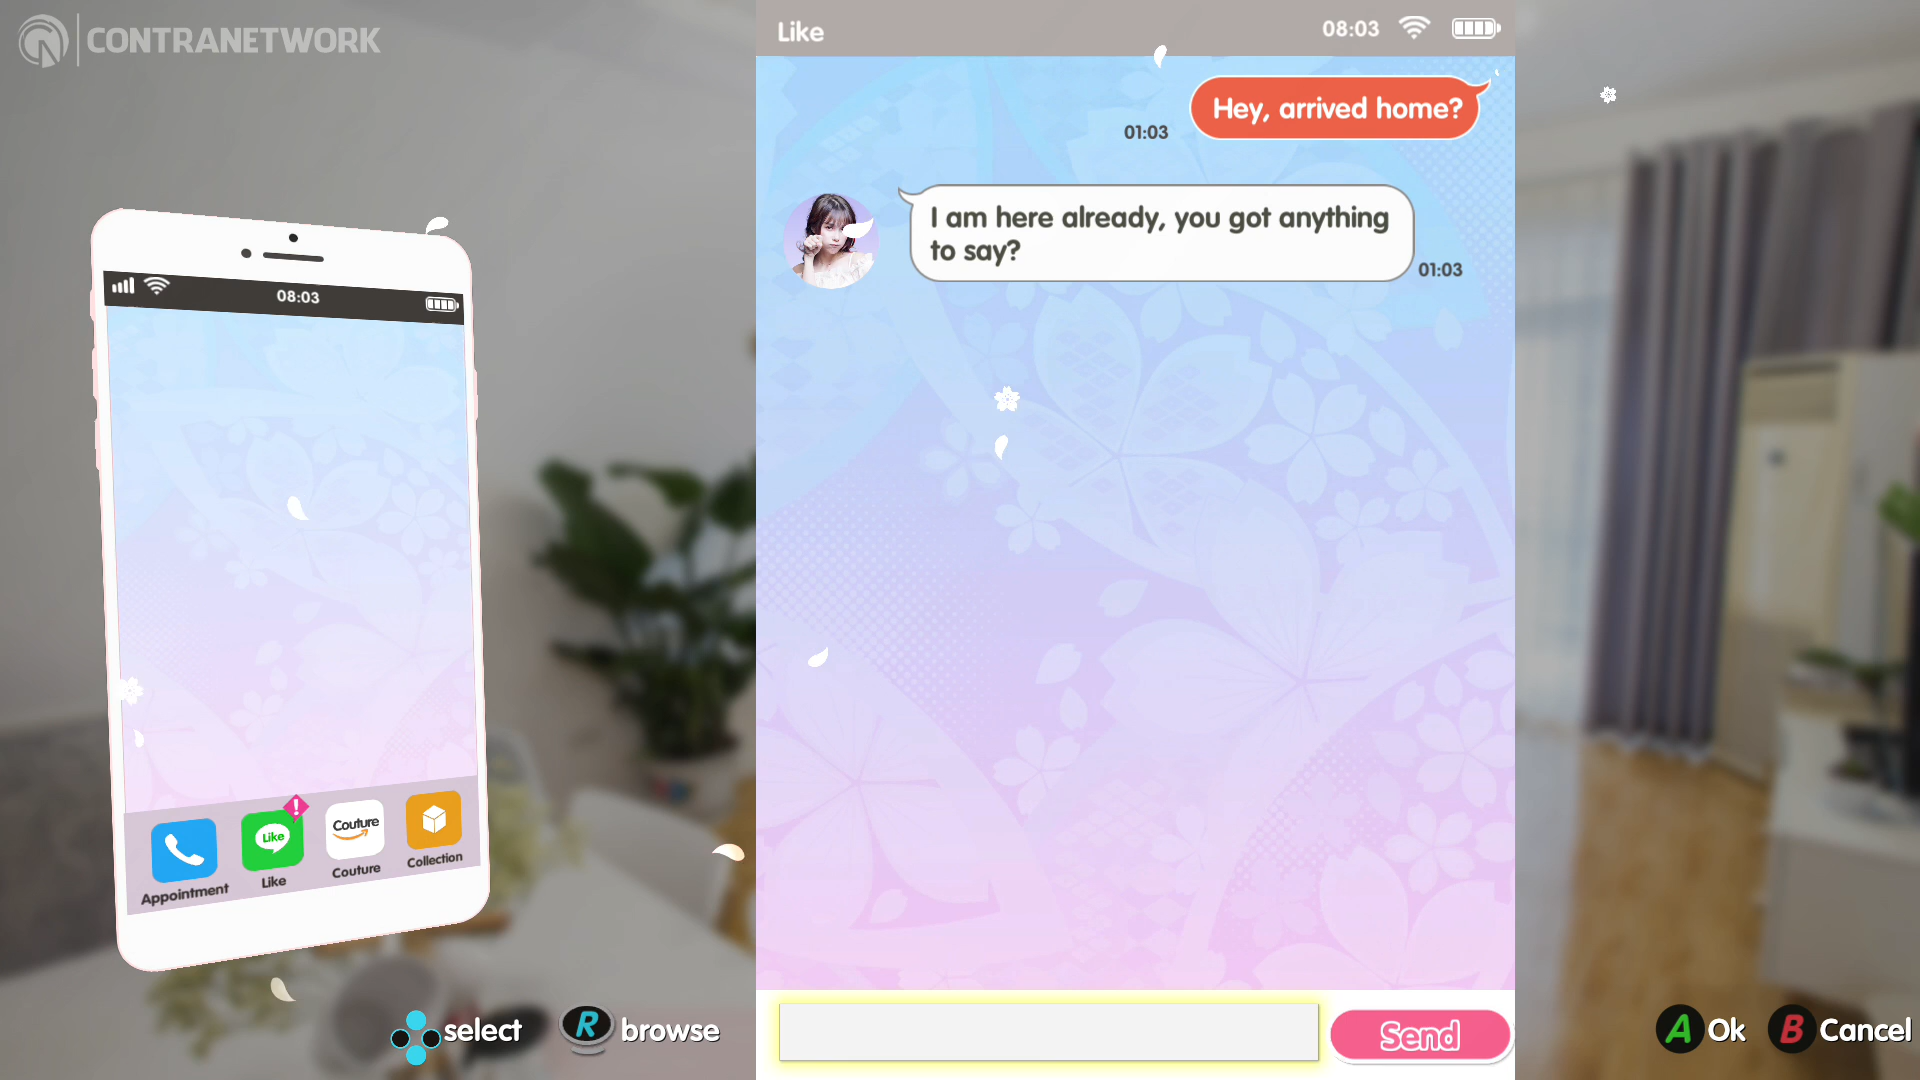 CONTRANETWORK
Like
08:03
Hey, arrived home?
01:03
I am here already, you got anything
to say?
01:03
08:03
!
Like
Couture
Appointment
Like
Couture
Collection
select
R
browse
Send
A
Ok
B
Cancel